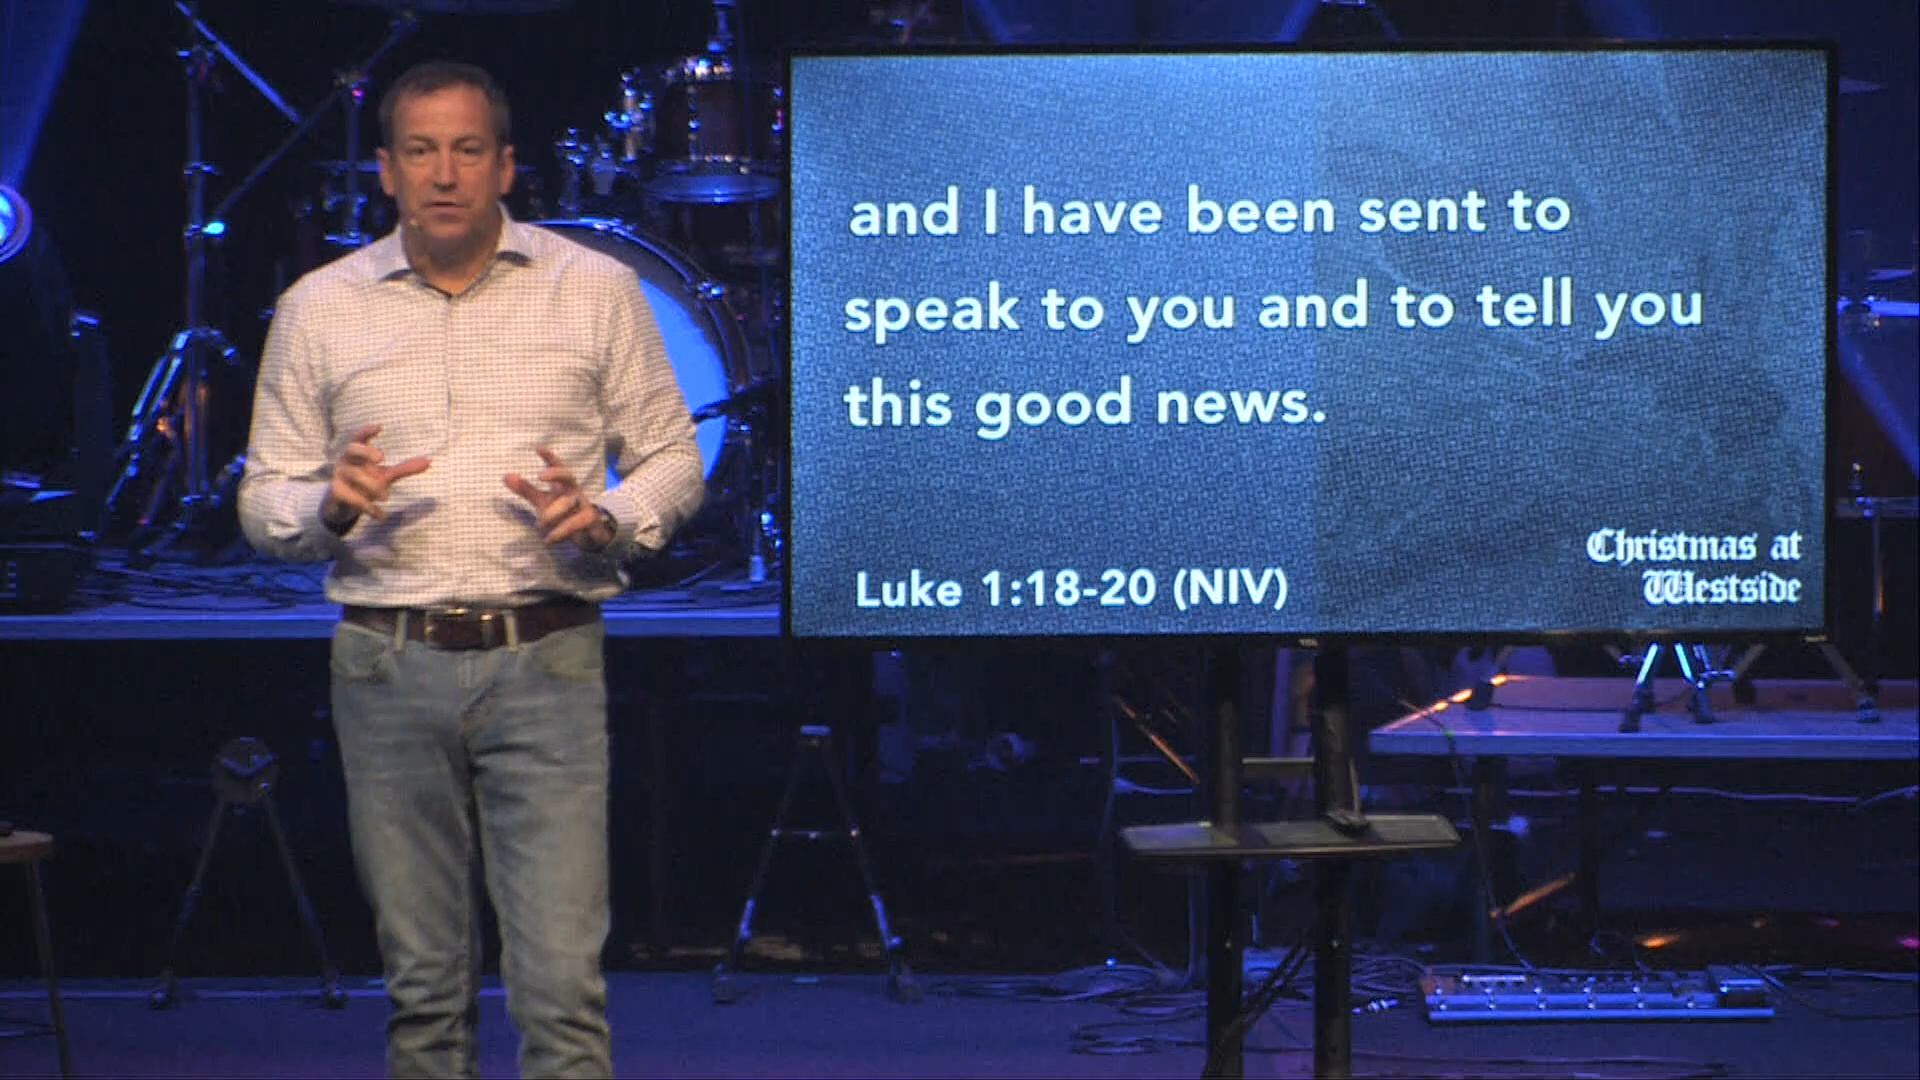 and I have been sent to
speak to you and to tell you
this good news.
Luke 1:18-20 (NIV)
Christmas at
Westside